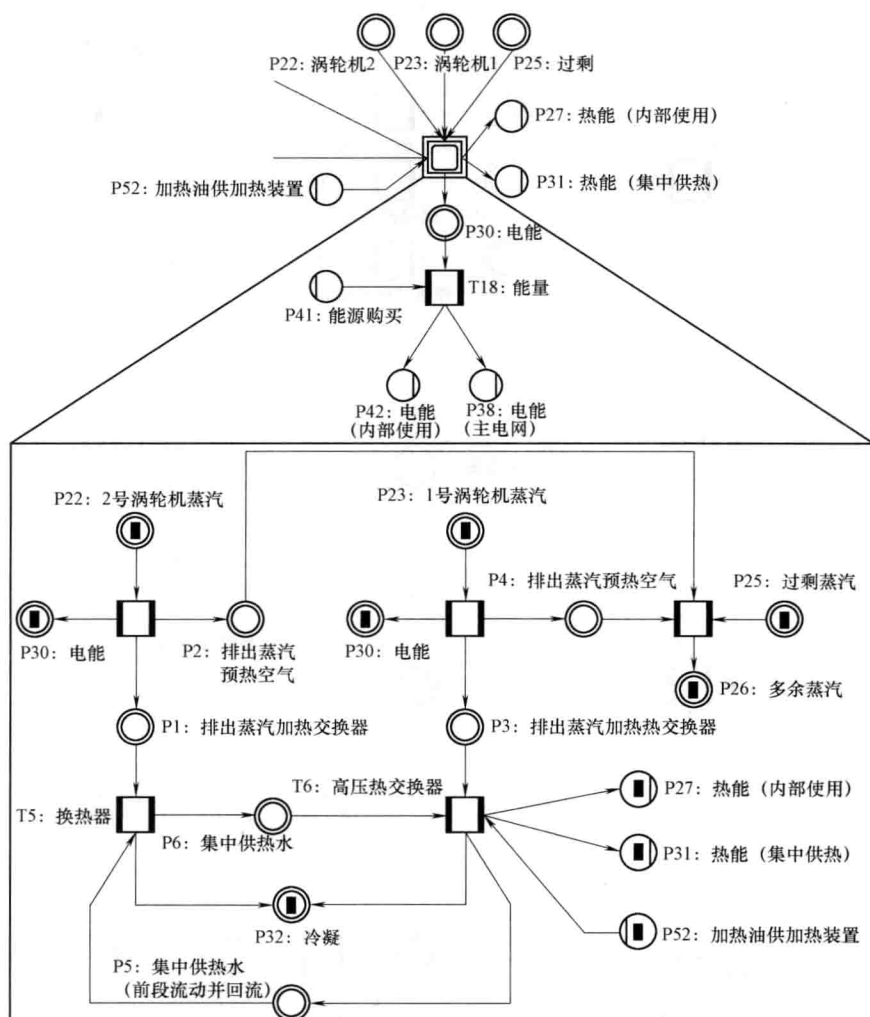 P22: 涡轮机2
P23: 涡轮机1
P25: 过剩
P27: 热能 (内部使用)
P52: 加热油供加热装置
P31: 热能 (集中供热)
P30: 电能
T18: 能量
P41: 能源购买
P42: 电能
(内部使用)
P38: 电能
(主电网)
P22: 2号涡轮机蒸汽
P23: 1号涡轮机蒸汽
P4: 排出蒸汽预热空气
P25: 过剩蒸汽
P30: 电能
P2: 排出蒸汽
预热空气
P30: 电能
P26: 多余蒸汽
P1: 排出蒸汽加热交换器
P3: 排出蒸汽加热热交换器
T6: 高压热交换器
P27: 热能 (内部使用)
T5: 换热器
P6: 集中供热水
P31: 热能 (集中供热)
P32: 冷凝
P52: 加热油供加热装置
P5: 集中供热水
(前段流动并回流)